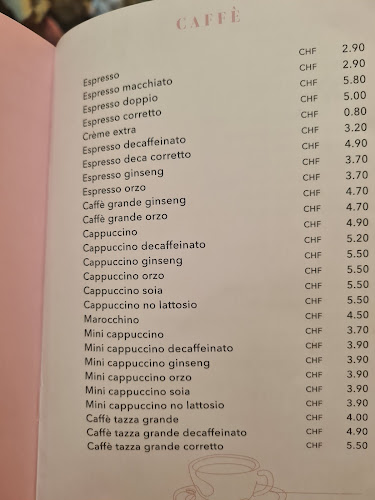 CAFFÈ
Espresso CHF 2.90
Espresso macchiato CHF 2.90
Espresso doppio CHF 5.80
Espresso corretto CHF 5.00
Crème extra CHF 0.80
Espresso decaffeinato CHF 3.20
Espresso deca corretto CHF 4.90
Espresso ginseng CHF 3.70
Espresso orzo CHF 3.70
Caffè grande ginseng CHF 4.70
Caffè grande orzo CHF 4.70
Cappuccino CHF 4.90
Cappuccino decaffeinato CHF 5.20
Cappuccino ginseng CHF 5.50
Cappuccino orzo CHF 5.50
Cappuccino soia CHF 5.50
Cappuccino no lattosio CHF 5.50
Marocchino CHF 4.50
Mini cappuccino CHF 3.70
Mini cappuccino decaffeinato CHF 3.90
Mini cappuccino ginseng CHF 3.90
Mini cappuccino orzo CHF 3.90
Mini cappuccino soia CHF 3.90
Mini cappuccino no lattosio CHF 3.90
Caffè tazza grande CHF 4.00
Caffè tazza grande decaffeinato CHF 4.90
Caffè tazza grande corretto CHF 5.50